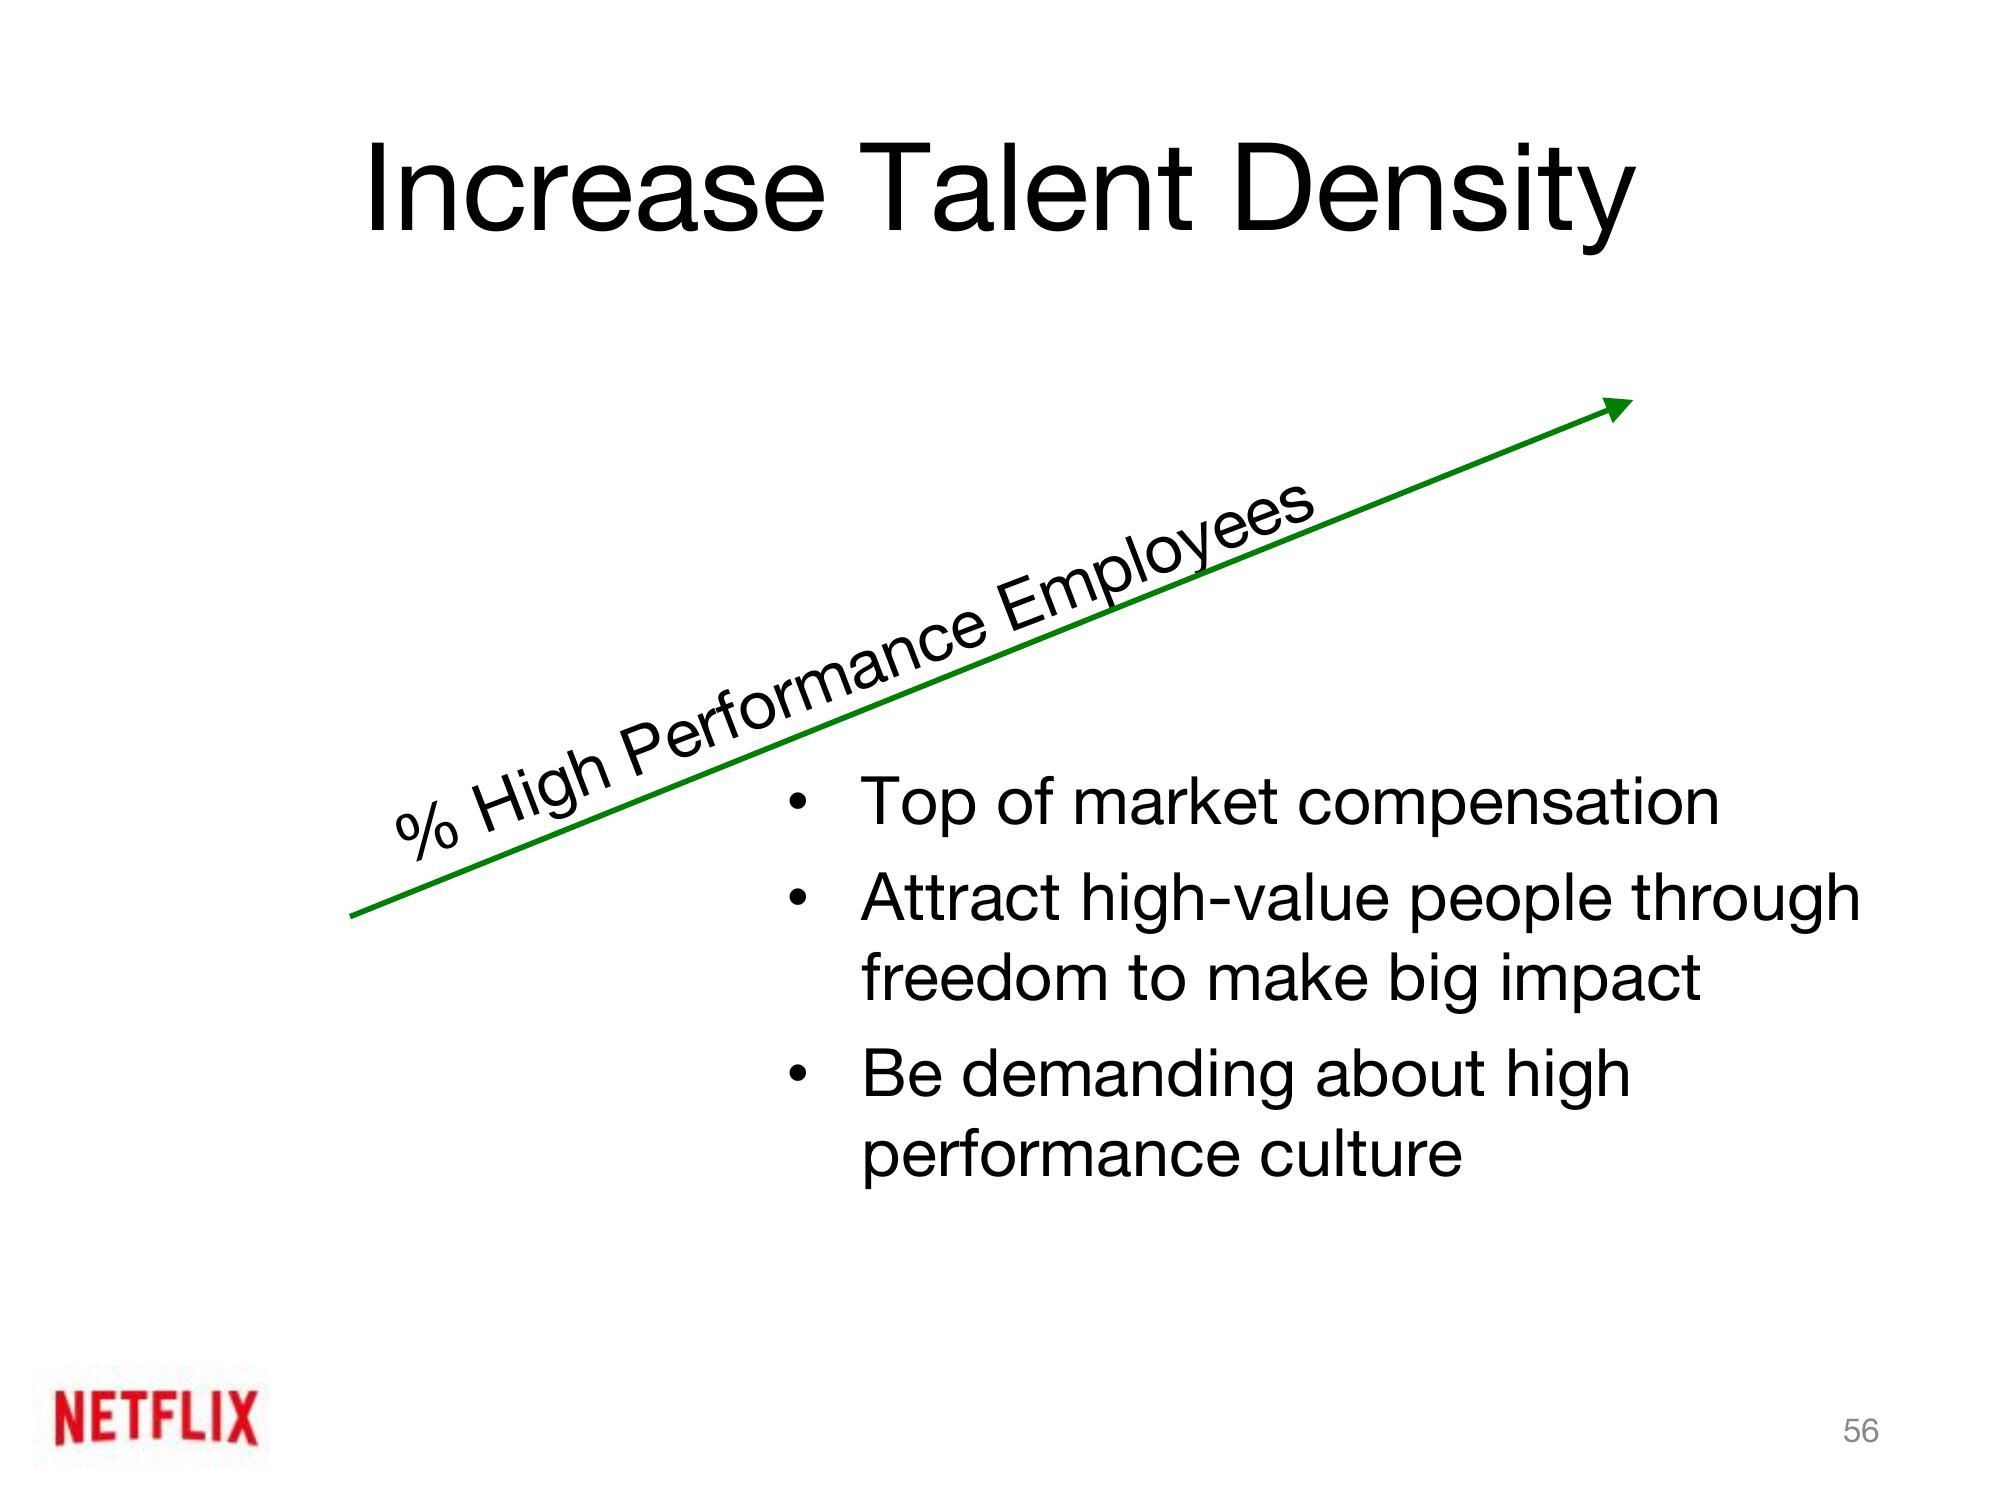 Increase Talent Density
% High Performance Employees
• Top of market compensation
• Attract high-value people through
freedom to make big impact
• Be demanding about high
performance culture
NETFLIX
56